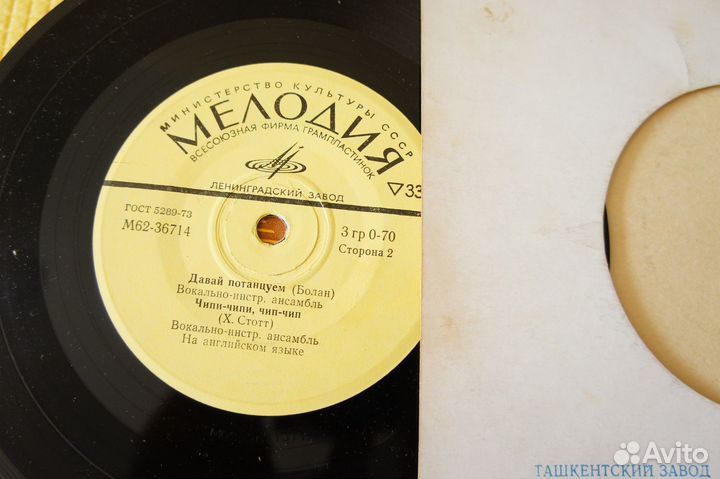 МИНИСТЕРСТВО КУЛЬТУРЫ СССР
МЕЛОДИЯ
ВСЕСОЮЗНАЯ ФИРМА ГРАМПЛАСТИНОК
ЛЕНИНГРАДСКИЙ ЗАВОД
▽33
ГОСТ 5289-73
М62-36714
3 гр 0-70
Сторона 2
Давай потанцуем (Болан)
Вокально-инстр. ансамбль
Чипи-чипи, чип-чип
(Х. Стотт)
Вокально-инстр. ансамбль
На английском языке
ТАШКЕНТСКИЙ ЗАВОД
Avito